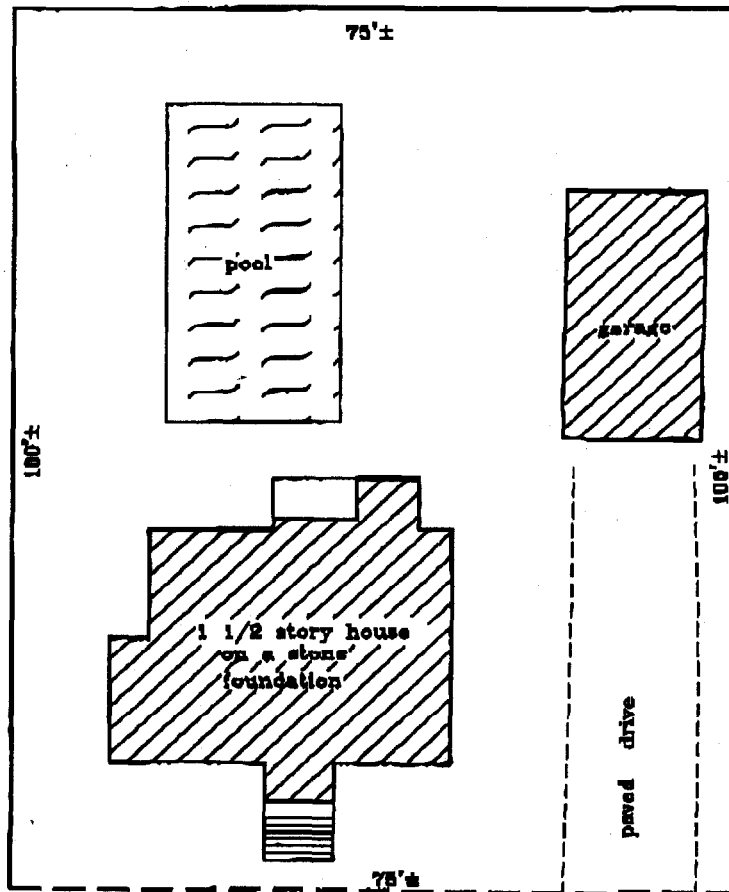 75'±
pool
garage
100'±
100'±
1 1/2 story house
on a stone
foundation
paved drive
75'±